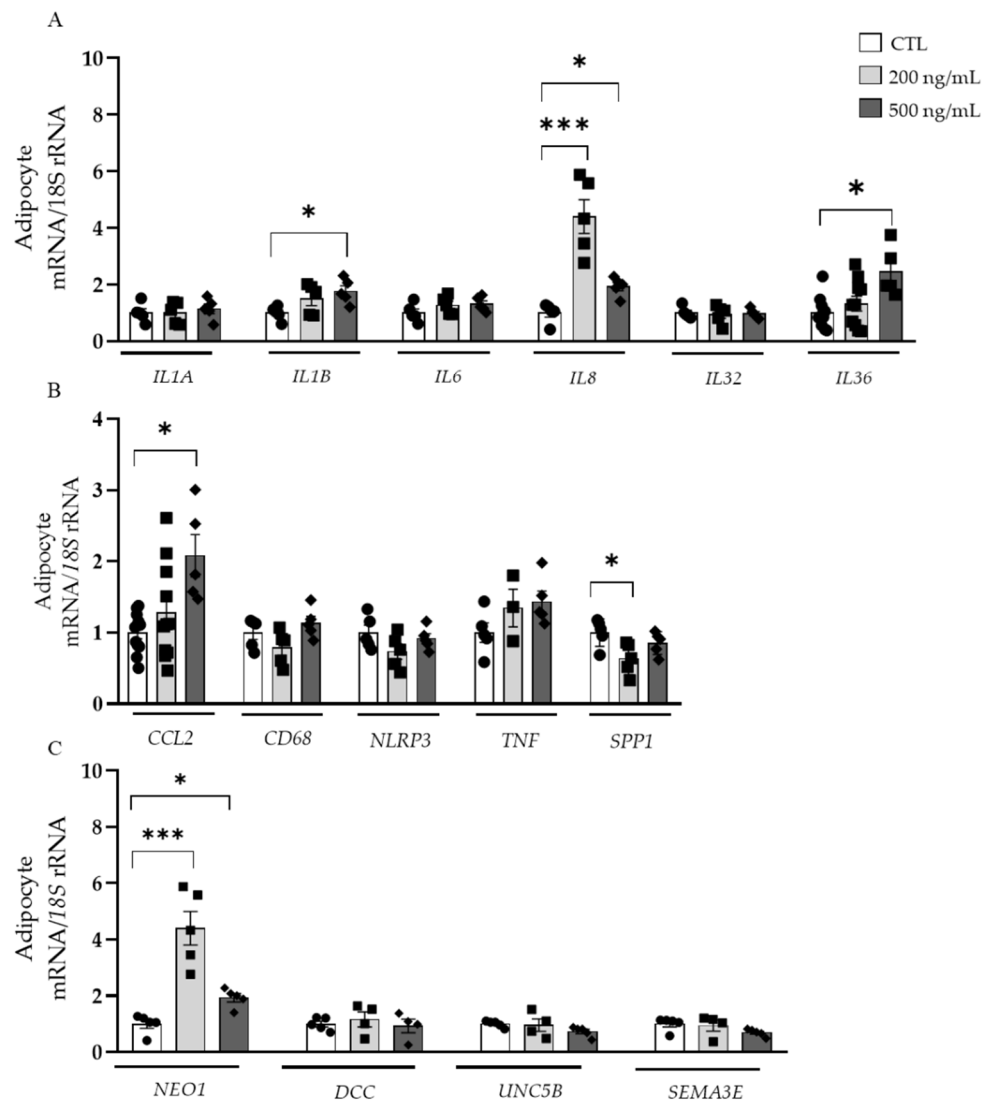 A
CTL
200 ng/mL
500 ng/mL
Adipocyte
mRNA/18S rRNA
10
8
6
4
2
0
*
***
*
*
*
IL1A IL1B IL6 IL8 IL32 IL36
B
Adipocyte
mRNA/18S rRNA
4
3
2
1
0
*
*
CCL2 CD68 NLRP3 TNF SPP1
C
Adipocyte
mRNA/18S rRNA
10
8
6
4
2
0
*
***
NEO1 DCC UNC5B SEMA3E